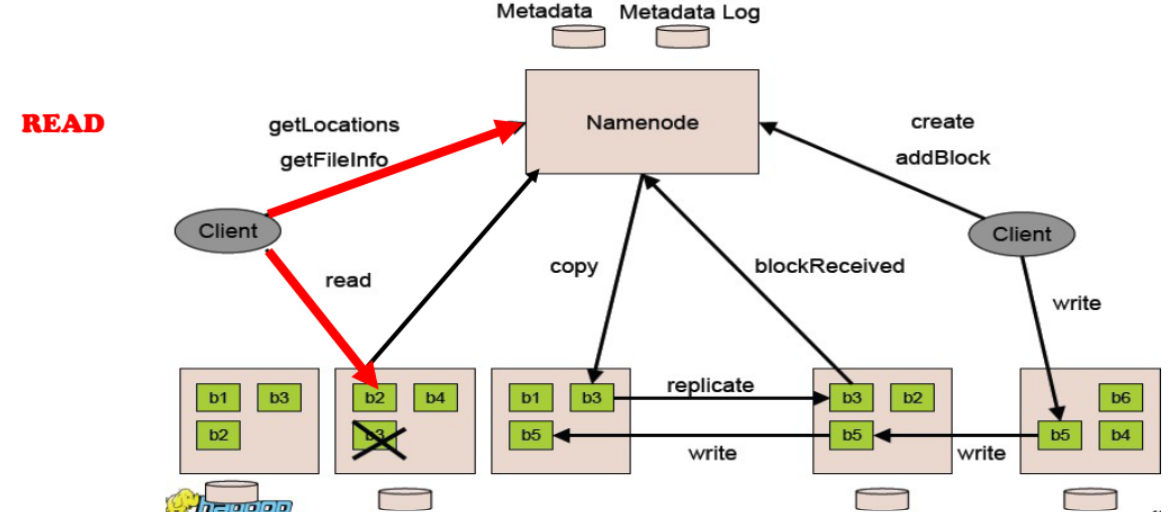 Metadata Metadata Log
READ
getLocations
getFileInfo
Namenode
create
addBlock
Client
Client
read
copy
blockReceived
write
b1 b3
b2
b2 b4
b3
b1 b3
b5
replicate
b3 b2
b5
b6
b5 b4
write
write
hadoop